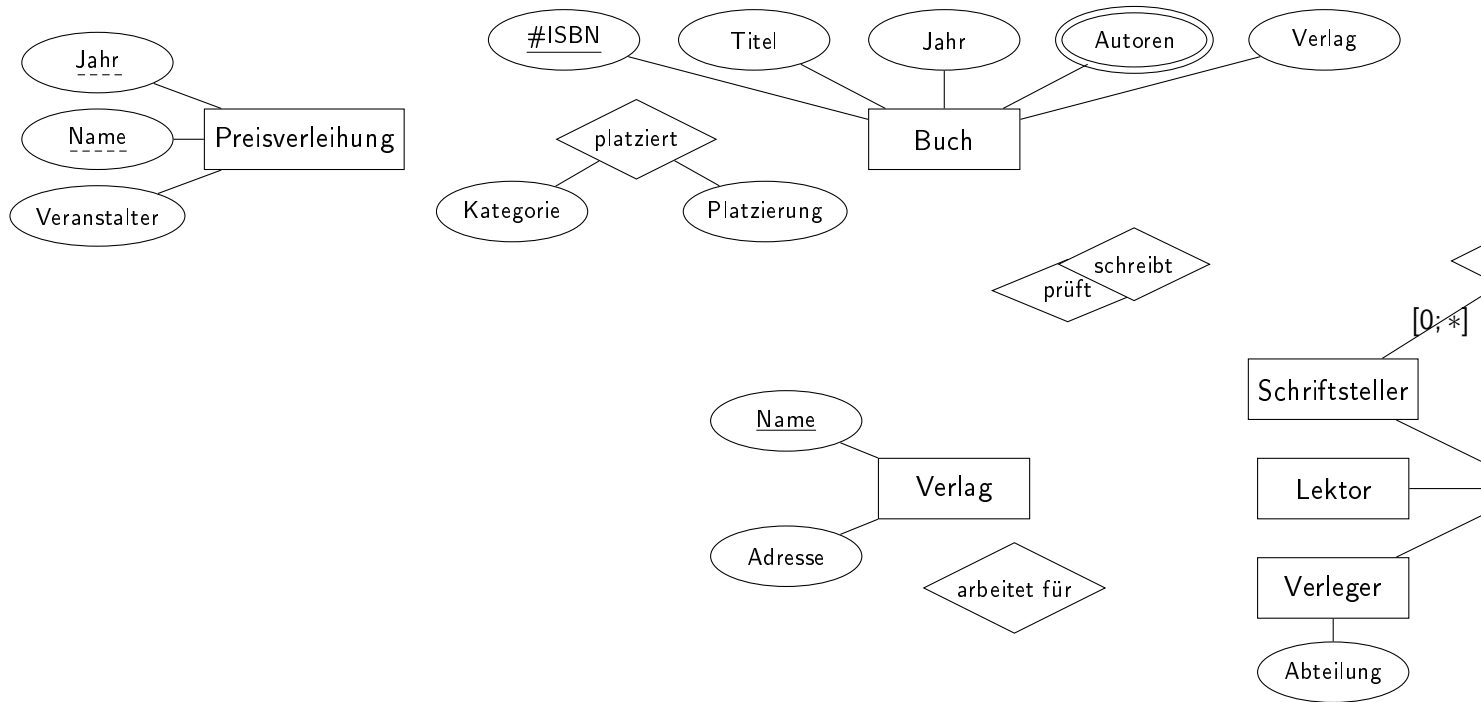 #ISBN
Titel
Jahr
Autoren
Verlag
Jahr
Name
Veranstalter
Preisverleihung
platziert
Kategorie
Platzierung
Buch
schreibt
prüft
[0; *]
Schriftsteller
Name
Verlag
Adresse
Lektor
arbeitet für
Verleger
Abteilung